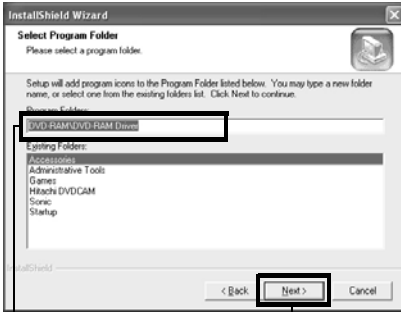 InstallShield Wizard
Select Program Folder
Please select a program folder.
Setup will add program icons to the Program Folder listed below. You may type a new folder
name, or select one from the existing folders list. Click Next to continue.
Program Folders:
DVD-RAM\DVD-RAM Driver
Existing Folders:
Accessories
Administrative Tools
Games
Hitachi DVDCAM
Sonic
Startup
InstallShield
< Back Next > Cancel